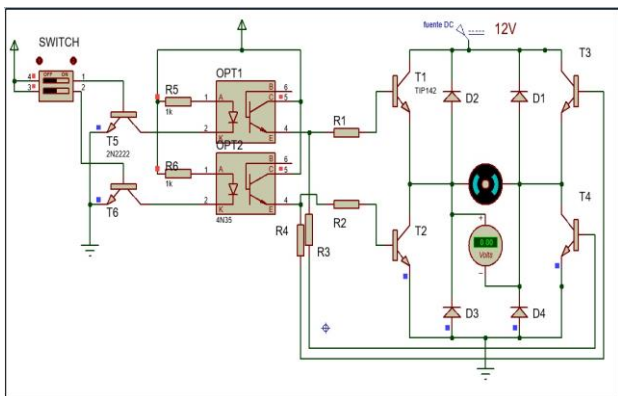 fuente DC
12V
SWITCH
OFF ON
4
3
1
2
OPT1
R5
1k
A
1
K
2
6
B
5
C
4
E
T5
2N2222
OPT2
R6
1k
A
1
K
2
6
B
5
C
4
E
4N35
T6
R1
R2
R4
R3
T1
TIP142
T2
D2
D1
T3
T4
+
0.00
Volts
D3
D4